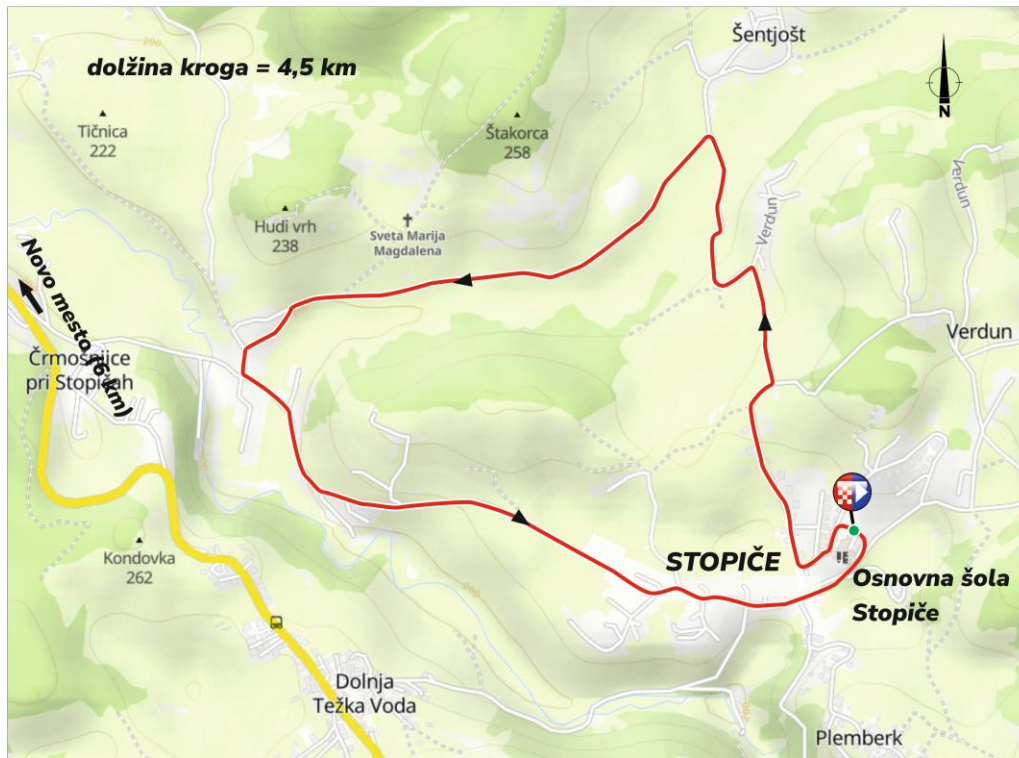 Šentjošt
dolžina kroga = 4,5 km
N
Tičnica
222
Štakorca
258
Verdun
Verdun
Hudi vrh
238
Sveta Marija
Magdalena
Novo mesto (6 km)
Verdun
Črmošnjice
pri Stopičah
Kondovka
262
STOPIČE
Osnovna šola
Stopiče
Dolnja
Težka Voda
Plemberk